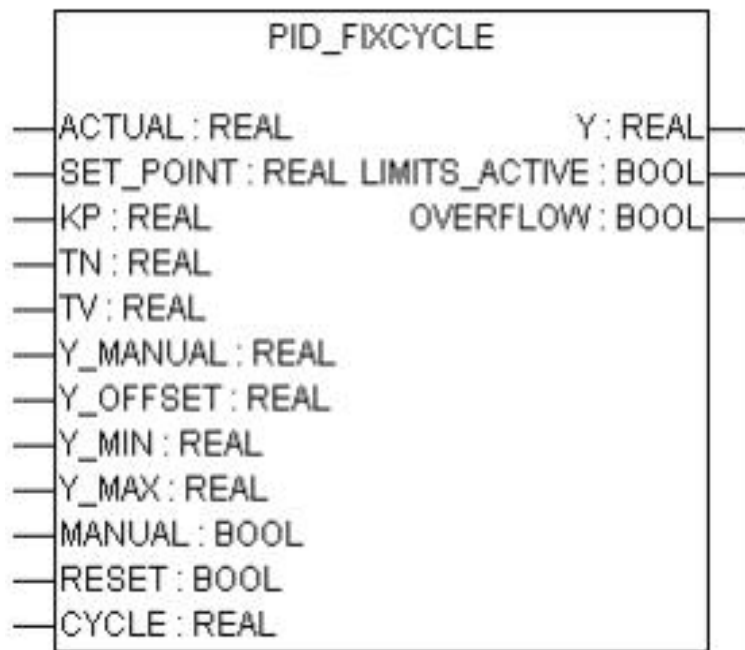 PID_FIXCYCLE
ACTUAL : REAL Y : REAL
SET_POINT : REAL LIMITS_ACTIVE : BOOL
KP : REAL OVERFLOW : BOOL
TN : REAL
TV : REAL
Y_MANUAL : REAL
Y_OFFSET : REAL
Y_MIN : REAL
Y_MAX : REAL
MANUAL : BOOL
RESET : BOOL
CYCLE : REAL